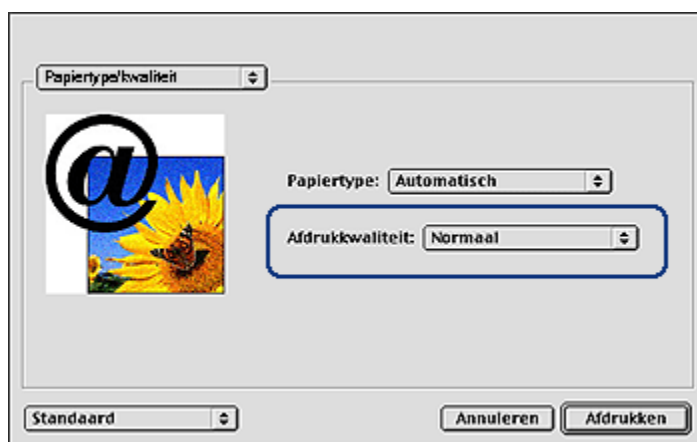 Papiertype/kwaliteit
@
Papiertype: Automatisch
Afdrukkwaliteit: Normaal
Standaard Annuleren Afdrukken